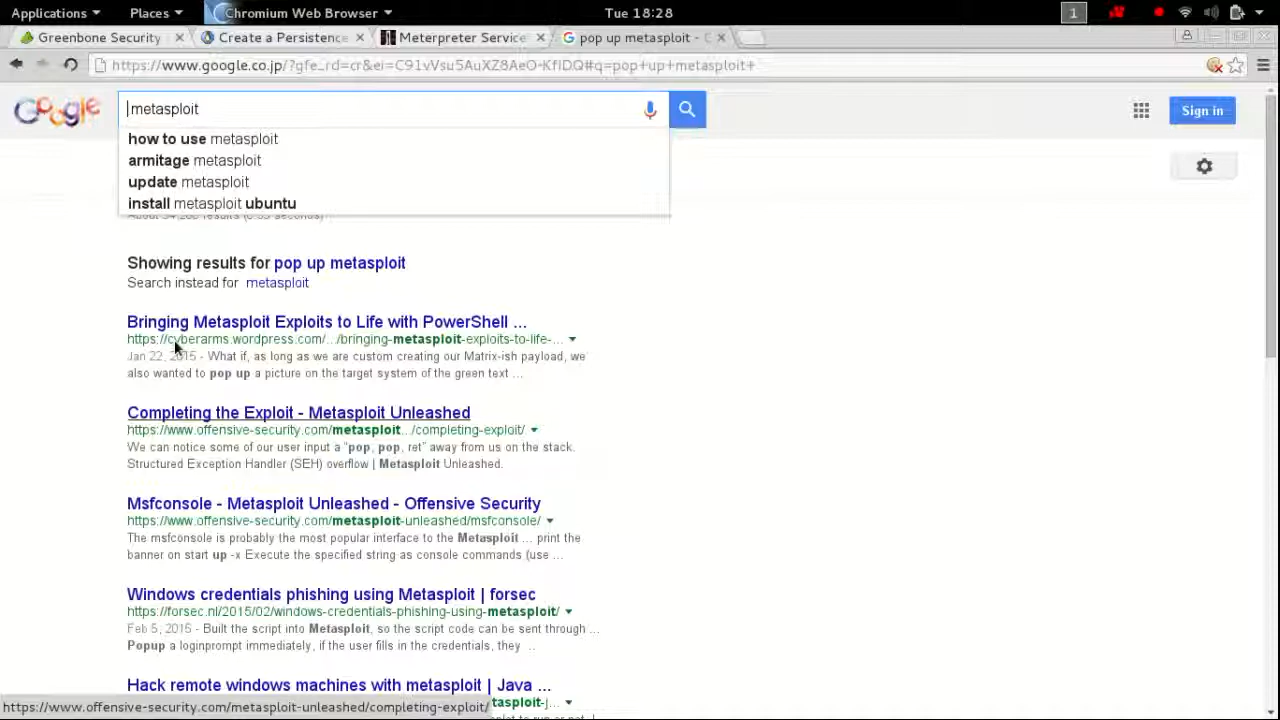 Applications Places Chromium Web Browser Tue 18:28 1
Greenbone Security Create a Persistence Meterpreter Service pop up metasploit - G
https://www.google.co.jp/?gfe_rd=cr&ei=C91vVsu5AuXZ8AeO-KfIDQ#q=pop+up+metasploit+
Google metasploit Sign in
how to use metasploit
armitage metasploit
update metasploit
install metasploit ubuntu
Showing results for pop up metasploit
Search instead for metasploit
Bringing Metasploit Exploits to Life with PowerShell ...
https://cyberarms.wordpress.com/.../bringing-metasploit-exploits-to-life-...
Jan 22, 2015 - What if, as long as we are custom creating our Matrix-ish payload, we
also wanted to pop up a picture on the target system of the green text ...
Completing the Exploit - Metasploit Unleashed
https://www.offensive-security.com/metasploit.../completing-exploit/
We can notice some of our user input a “pop, pop, ret” away from us on the stack.
Structured Exception Handler (SEH) overflow | Metasploit Unleashed.
Msfconsole - Metasploit Unleashed - Offensive Security
https://www.offensive-security.com/metasploit-unleashed/msfconsole/
The msfconsole is probably the most popular interface to the Metasploit ... print the
banner on start up -x Execute the specified string as console commands (use ...
Windows credentials phishing using Metasploit | forsec
https://forsec.nl/2015/02/windows-credentials-phishing-using-metasploit/
Feb 5, 2015 - Built the script into Metasploit, so the script code can be sent through ...
Popup a loginprompt immediately, if the user fills in the credentials, they ..
Hack remote windows machines with metasploit | Java ...
https://www.offensive-security.com/metasploit-unleashed/completing-exploit/ tasploit-j...